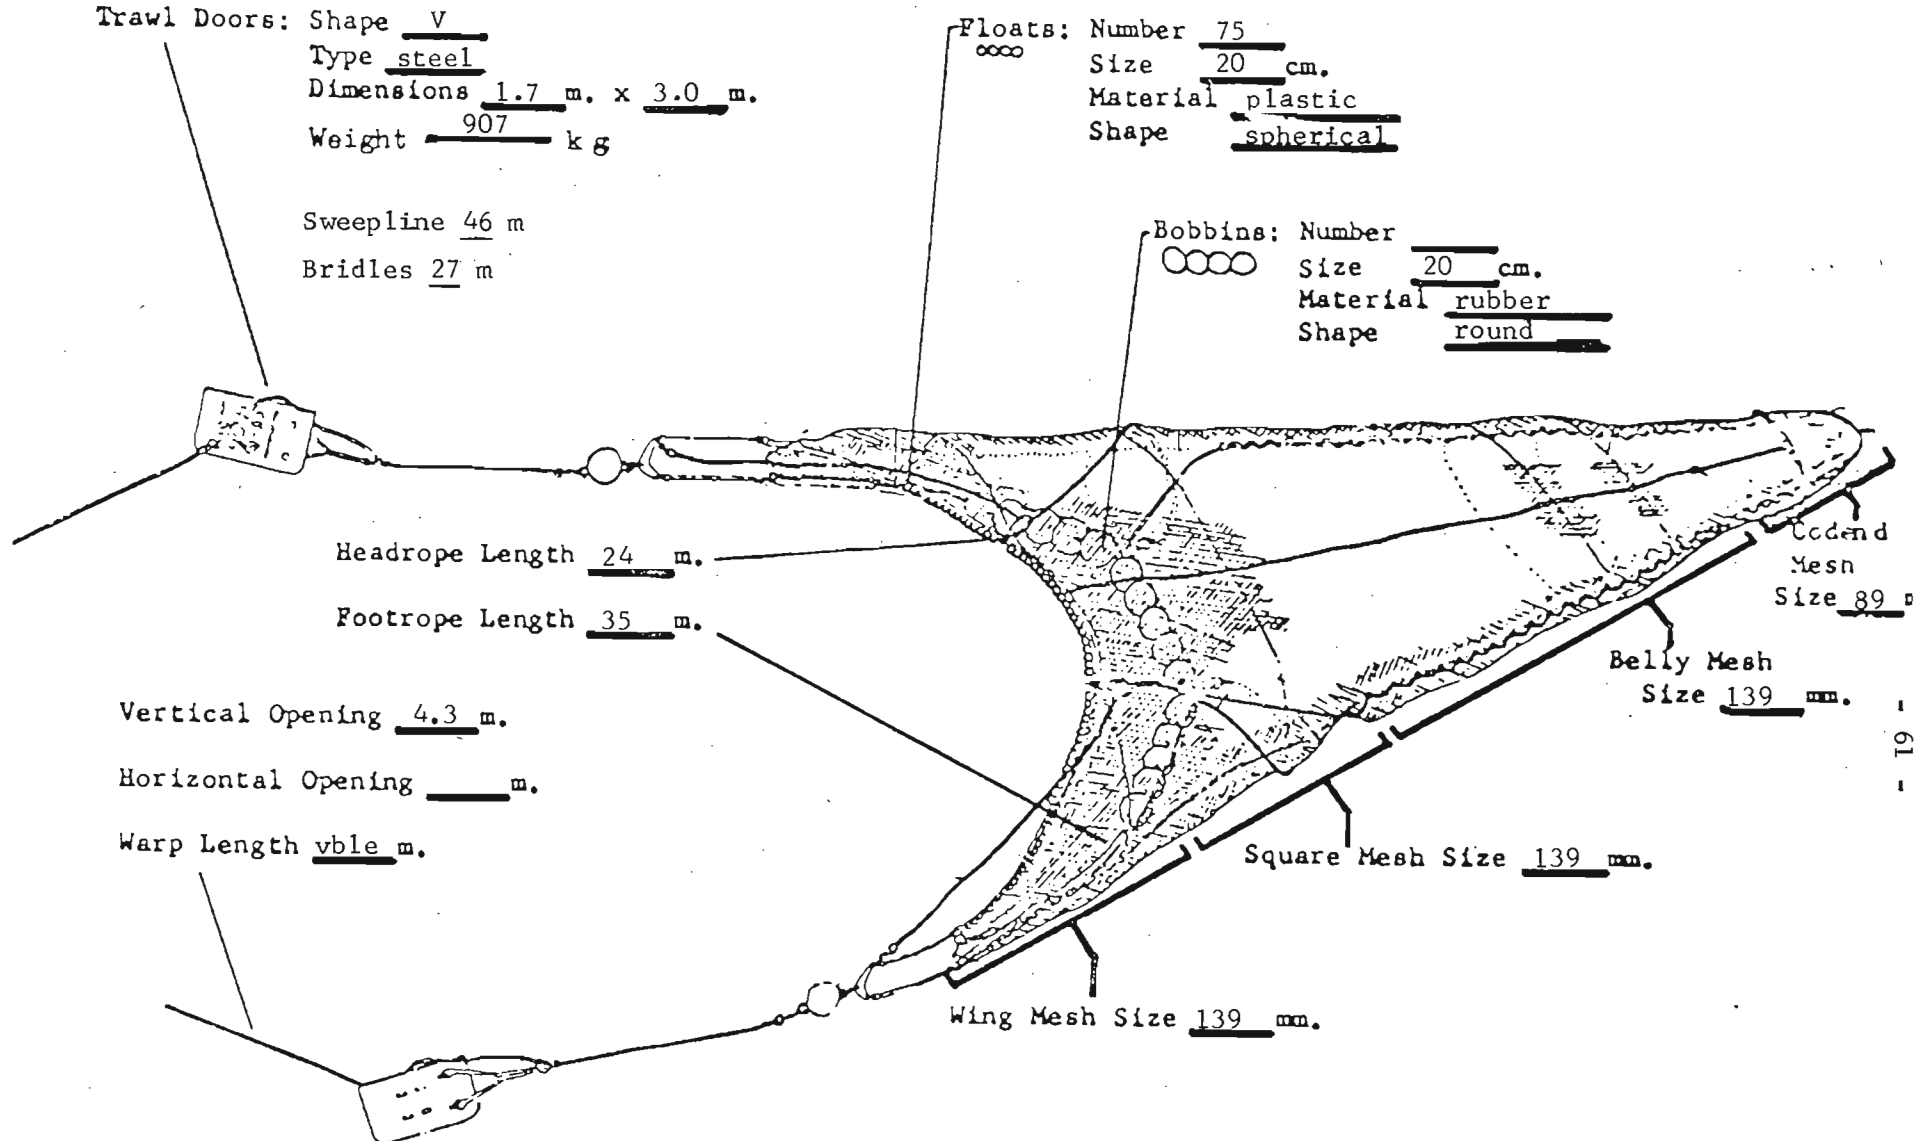 Trawl Doors: Shape V
Type steel
Dimensions 1.7 m. x 3.0 m.
Weight 907 kg
Sweepline 46 m
Bridles 27 m
Floats: Number 75
Size 20 cm.
Material plastic
Shape spherical
Bobbins: Number
Size 20 cm.
Material rubber
Shape round
Headrope Length 24 m.
Footrope Length 35 m.
Vertical Opening 4.3 m.
Horizontal Opening m.
Warp Length vble m.
Codend
Mesh
Size 89
Belly Mesh
Size 139 mm.
Square Mesh Size 139 mm.
Wing Mesh Size 139 mm.
- 61 -